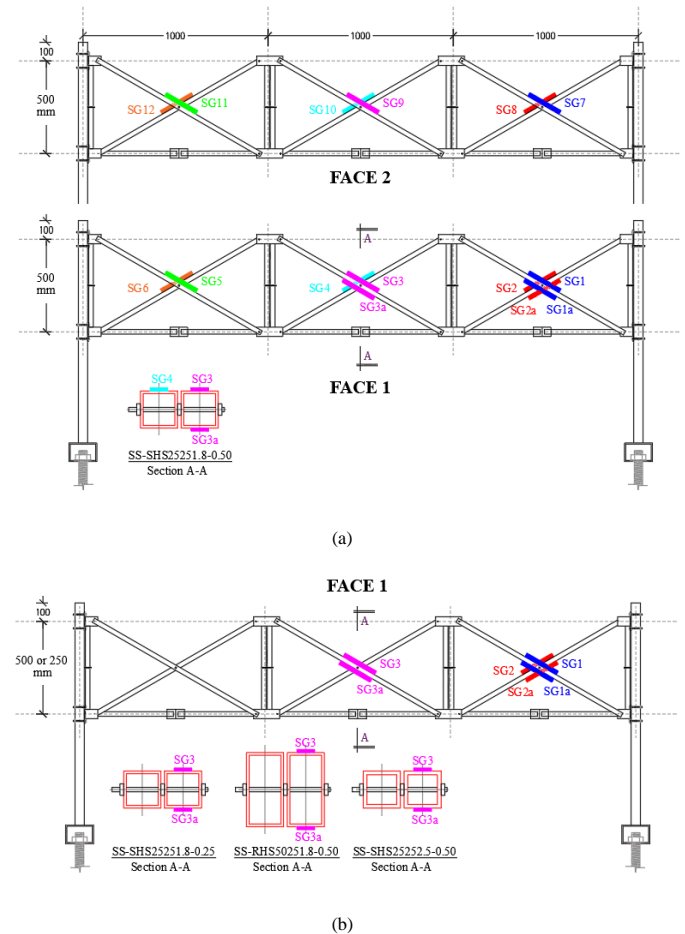 1000 1000 1000
100
500
mm
SG12 SG11 SG10 SG9 SG8 SG7
FACE 2
100
A
500
mm
SG6 SG5 SG4 SG3 SG2 SG1
SG3a SG2a SG1a
A
FACE 1
SG4 SG3
SG3a
SS-SHS25251.8-0.50
Section A-A
(a)
FACE 1
100
A
500 or 250
mm
SG3 SG2 SG1
SG3a SG2a SG1a
A
SG3 SG3 SG3
SG3a SG3a SG3a
SS-SHS25251.8-0.25 SS-RHS50251.8-0.50 SS-SHS25252.5-0.50
Section A-A Section A-A Section A-A
(b)